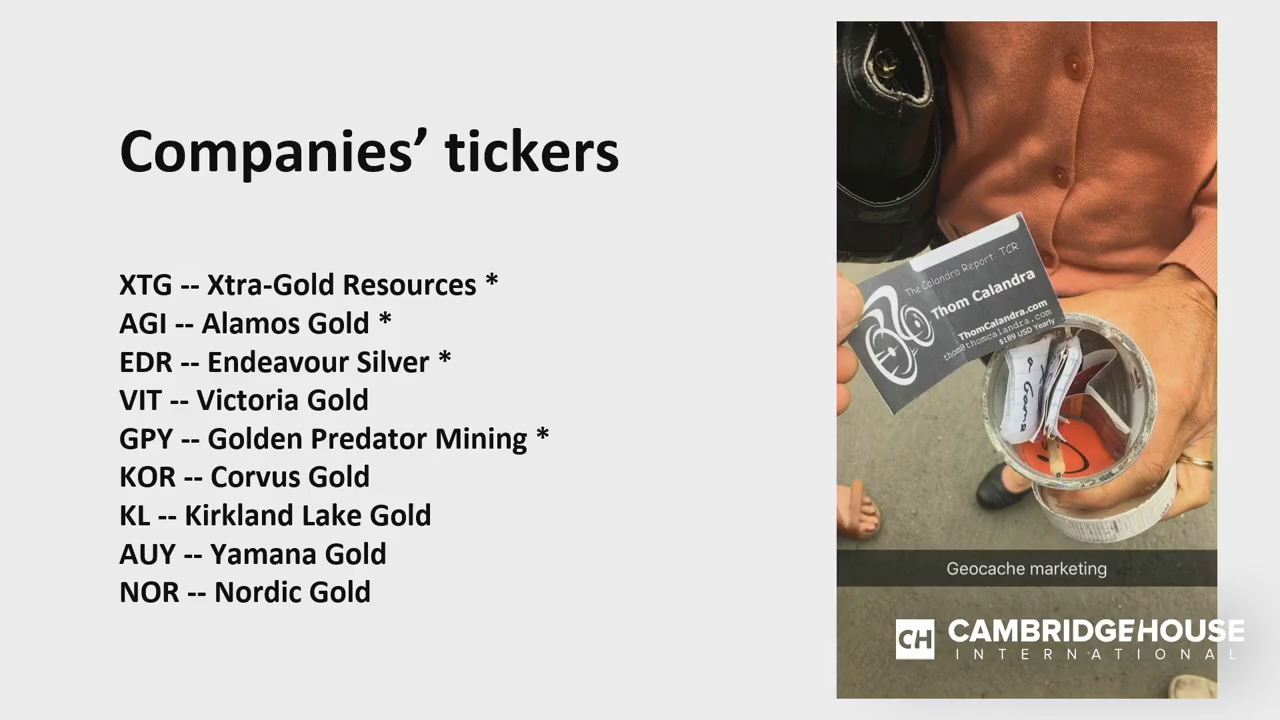 Companies’ tickers
XTG -- Xtra-Gold Resources *
AGI -- Alamos Gold *
EDR -- Endeavour Silver *
VIT -- Victoria Gold
GPY -- Golden Predator Mining *
KOR -- Corvus Gold
KL -- Kirkland Lake Gold
AUY -- Yamana Gold
NOR -- Nordic Gold
The Calandra Report: TCR
Thom Calandra
ThomCalandra.com
thom@thomcalandra.com
$189 USD Yearly
Geocache marketing
CH CAMBRIDGEHOUSE
INTERNATIONAL